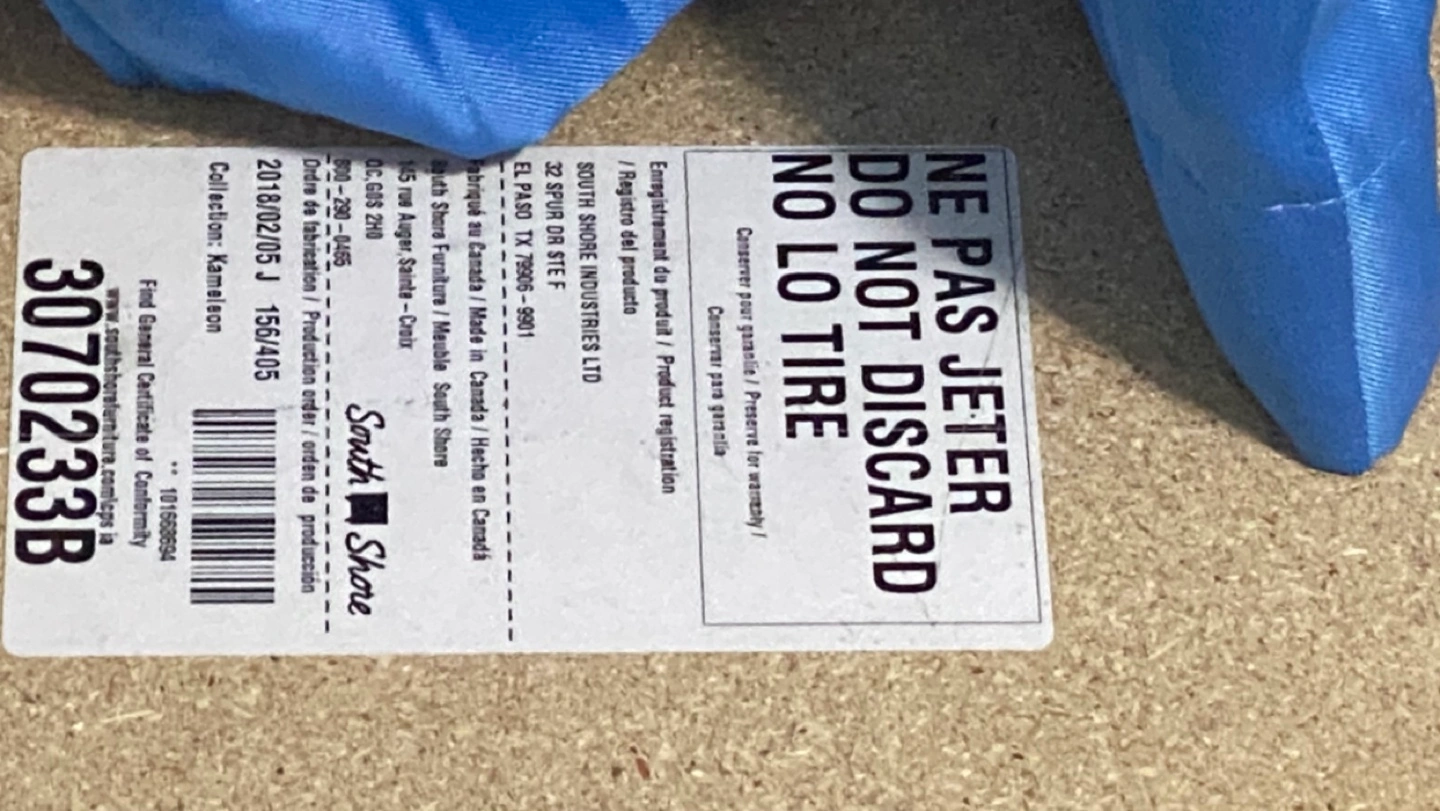 NE PAS JETER
DO NOT DISCARD
NO LO TIRE
Conserver pour garantie / Preserve for warranty /
Conservar para garantía
Enregistrement du produit / Product registration
/ Registro del producto
SOUTH SHORE INDUSTRIES LTD
32 SPUR DR STE F
EL PASO TX 79906-9901
Fabriqué au Canada / Made in Canada / Hecho en Canadá
South Shore Furniture / Meuble South Shore
145 rue Auger, Sainte-Croix
QC, G0S 2H0
800-290-0465
South Shore
Ordre de fabrication / Production order / orden de producción
2018/02/05 J 156/405
Collection: Kameleon
** 101668694
Find General Certificate of Conformity
www.southshorefurniture.com/cpsia
3070233B